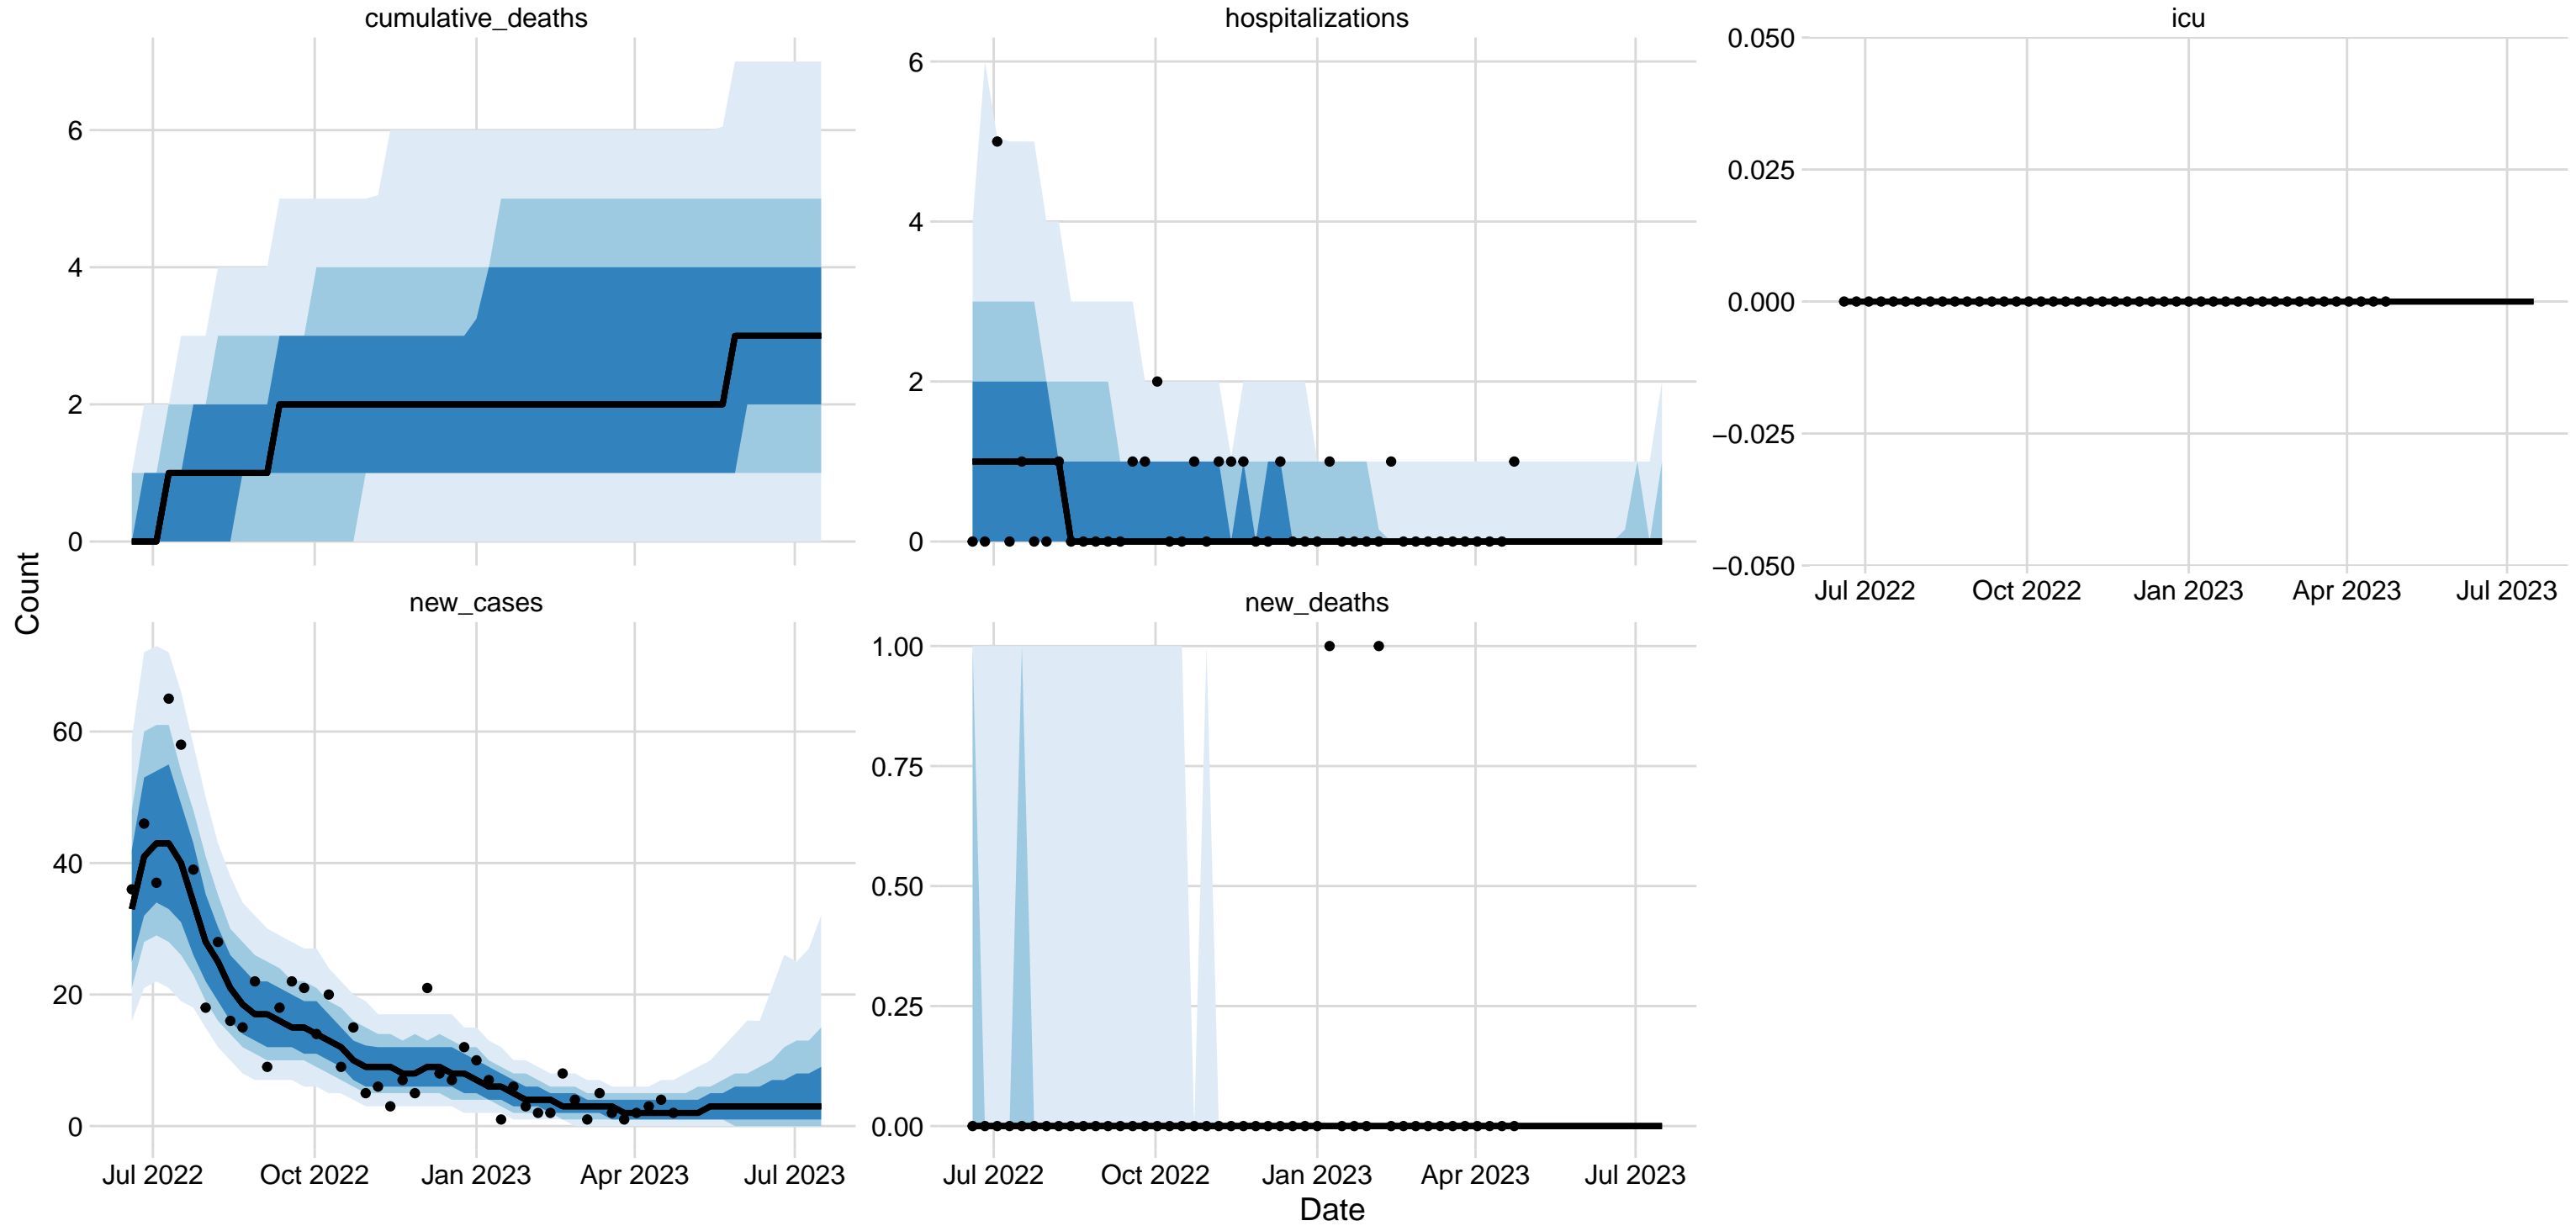 cumulative_deaths
hospitalizations
icu
6
4
2
0
6
4
2
0
0.050
0.025
0.000
−0.025
−0.050
Jul 2022 Oct 2022 Jan 2023 Apr 2023 Jul 2023
Count
new_cases
new_deaths
60
40
20
0
1.00
0.75
0.50
0.25
0.00
Jul 2022 Oct 2022 Jan 2023 Apr 2023 Jul 2023
Jul 2022 Oct 2022 Jan 2023 Apr 2023 Jul 2023
Date